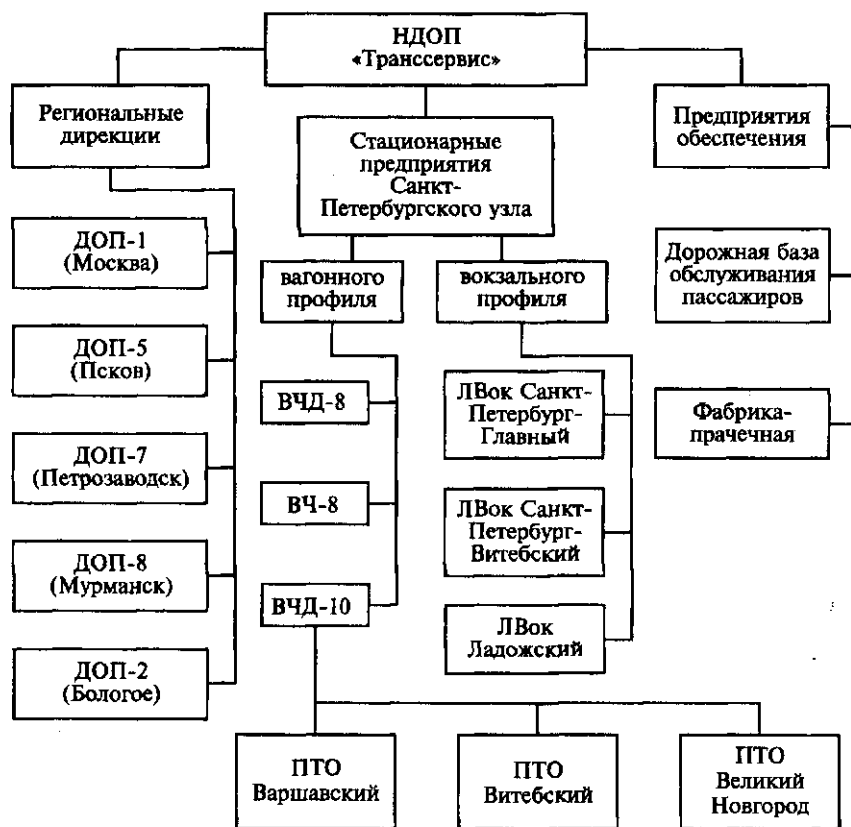 НДОП
«Транссервис»
Региональные
дирекции
ДОП-1
(Москва)
ДОП-5
(Псков)
ДОП-7
(Петрозаводск)
ДОП-8
(Мурманск)
ДОП-2
(Бологое)
Стационарные
предприятия
Санкт-
Петербургского узла
вагонного
профиля
ВЧД-8
ВЧ-8
ВЧД-10
вокзального
профиля
ЛВок Санкт-
Петербург-
Главный
ЛВок Санкт-
Петербург-
Витебский
ЛВок
Ладожский
Предприятия
обеспечения
Дорожная база
обслуживания
пассажиров
Фабрика-
прачечная
ПТО
Варшавский
ПТО
Витебский
ПТО
Великий
Новгород